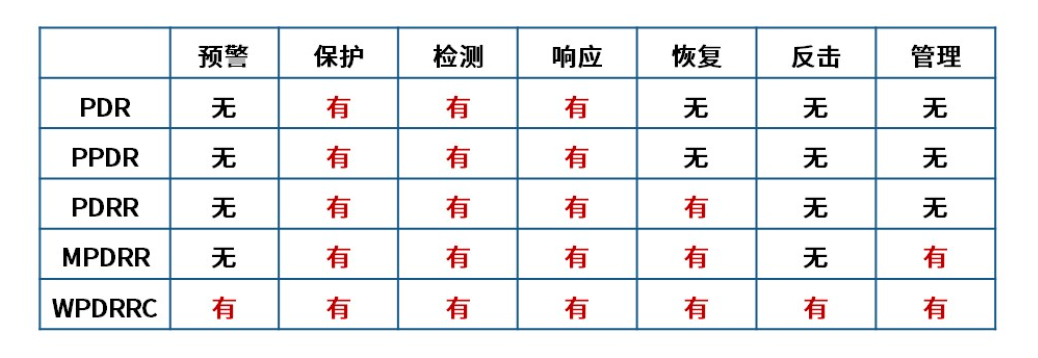 预警 保护 检测 响应 恢复 反击 管理
PDR 无 有 有 有 无 无 无
PPDR 无 有 有 有 无 无 无
PDRR 无 有 有 有 有 无 无
MPDRR 无 有 有 有 有 无 有
WPDRRC 有 有 有 有 有 有 有